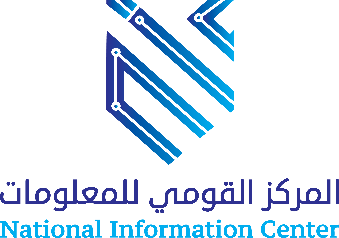 المركز القومي للمعلومات
National Information Center